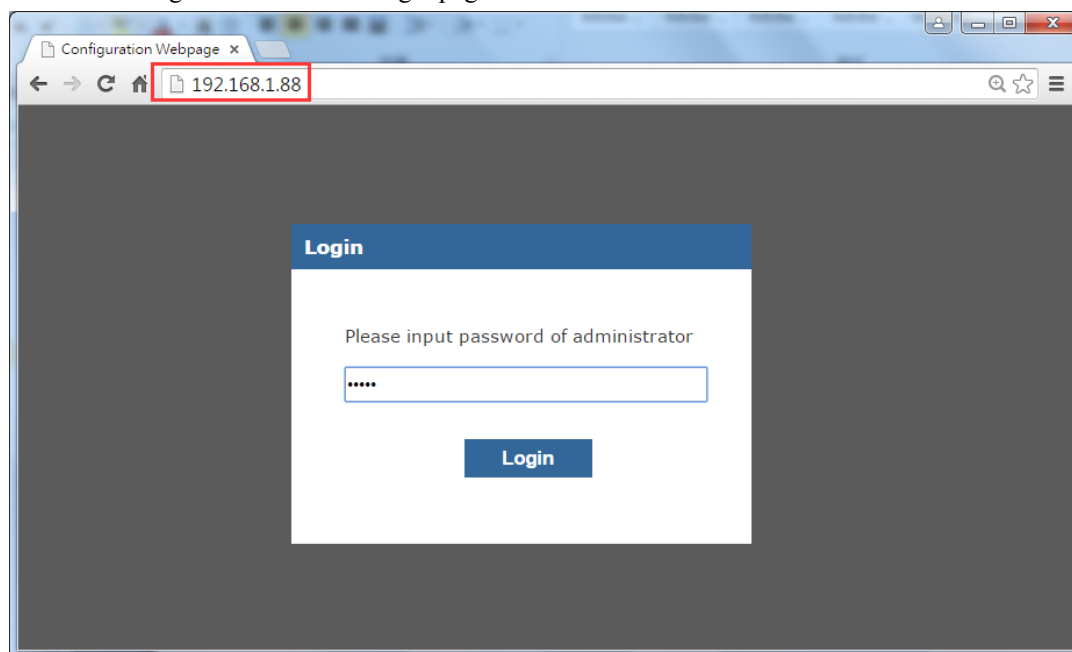 Configuration Webpage
192.168.1.88
Login
Please input password of administrator
•••••
Login